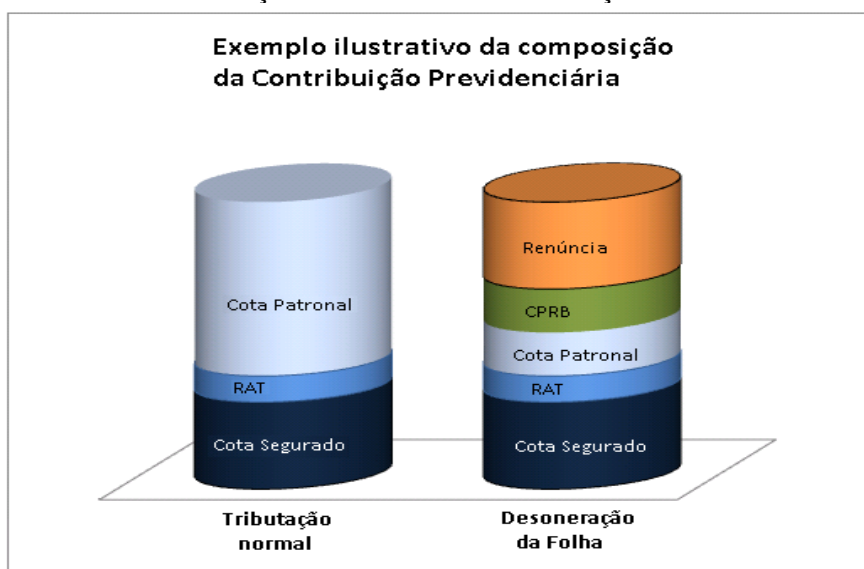 Exemplo ilustrativo da composição
da Contribuição Previdenciária
Cota Patronal
RAT
Cota Segurado
Renúncia
CPRB
Cota Patronal
RAT
Cota Segurado
Tributação
normal
Desoneração
da Folha